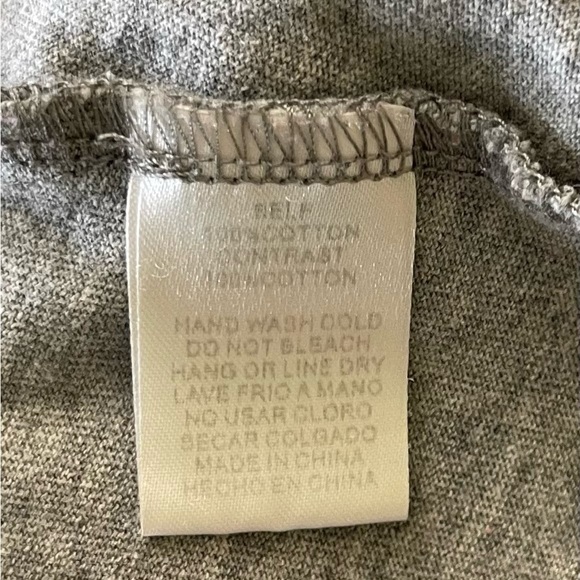 SELF
100%COTTON
CONTRAST
100%COTTON
HAND WASH COLD
DO NOT BLEACH
HANG OR LINE DRY
LAVE FRIO A MANO
NO USAR CLORO
SECAR COLGADO
MADE IN CHINA
HECHO EN CHINA